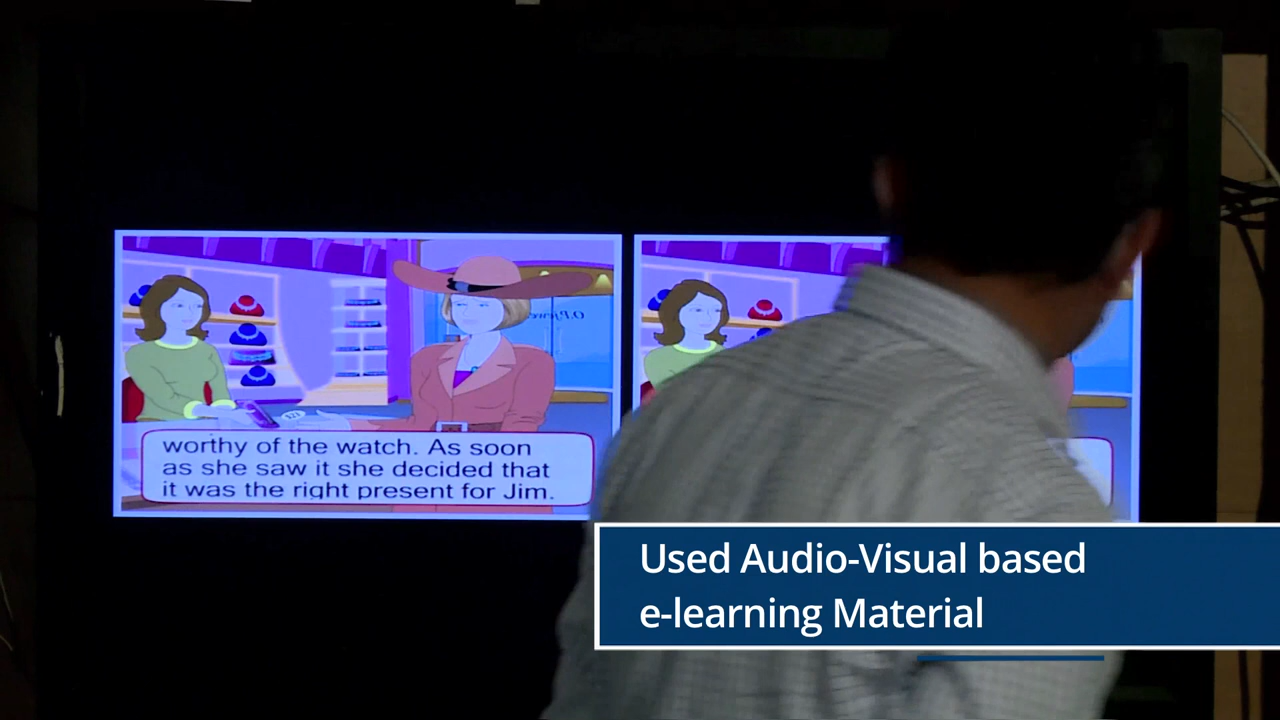 worthy of the watch. As soon
as she saw it she decided that
it was the right present for Jim.
Used Audio-Visual based
e-learning Material